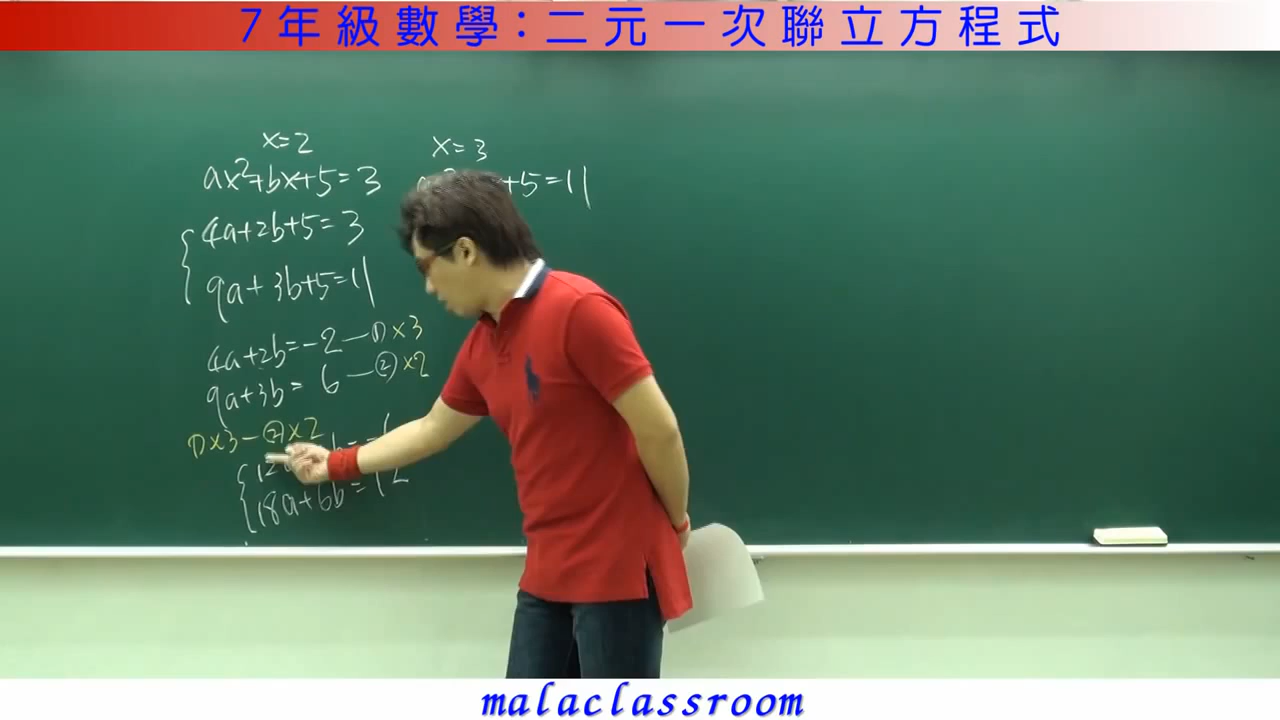 7年級數學:二元一次聯立方程式
x=2
x=3
ax²+bx+5=3
+5=11
4a+2b+5=3
9a+3b+5=11
4a+2b=-2—①×3
9a+3b= 6—②×2
①×3-②×2
18a+6b=12
malaclassroom